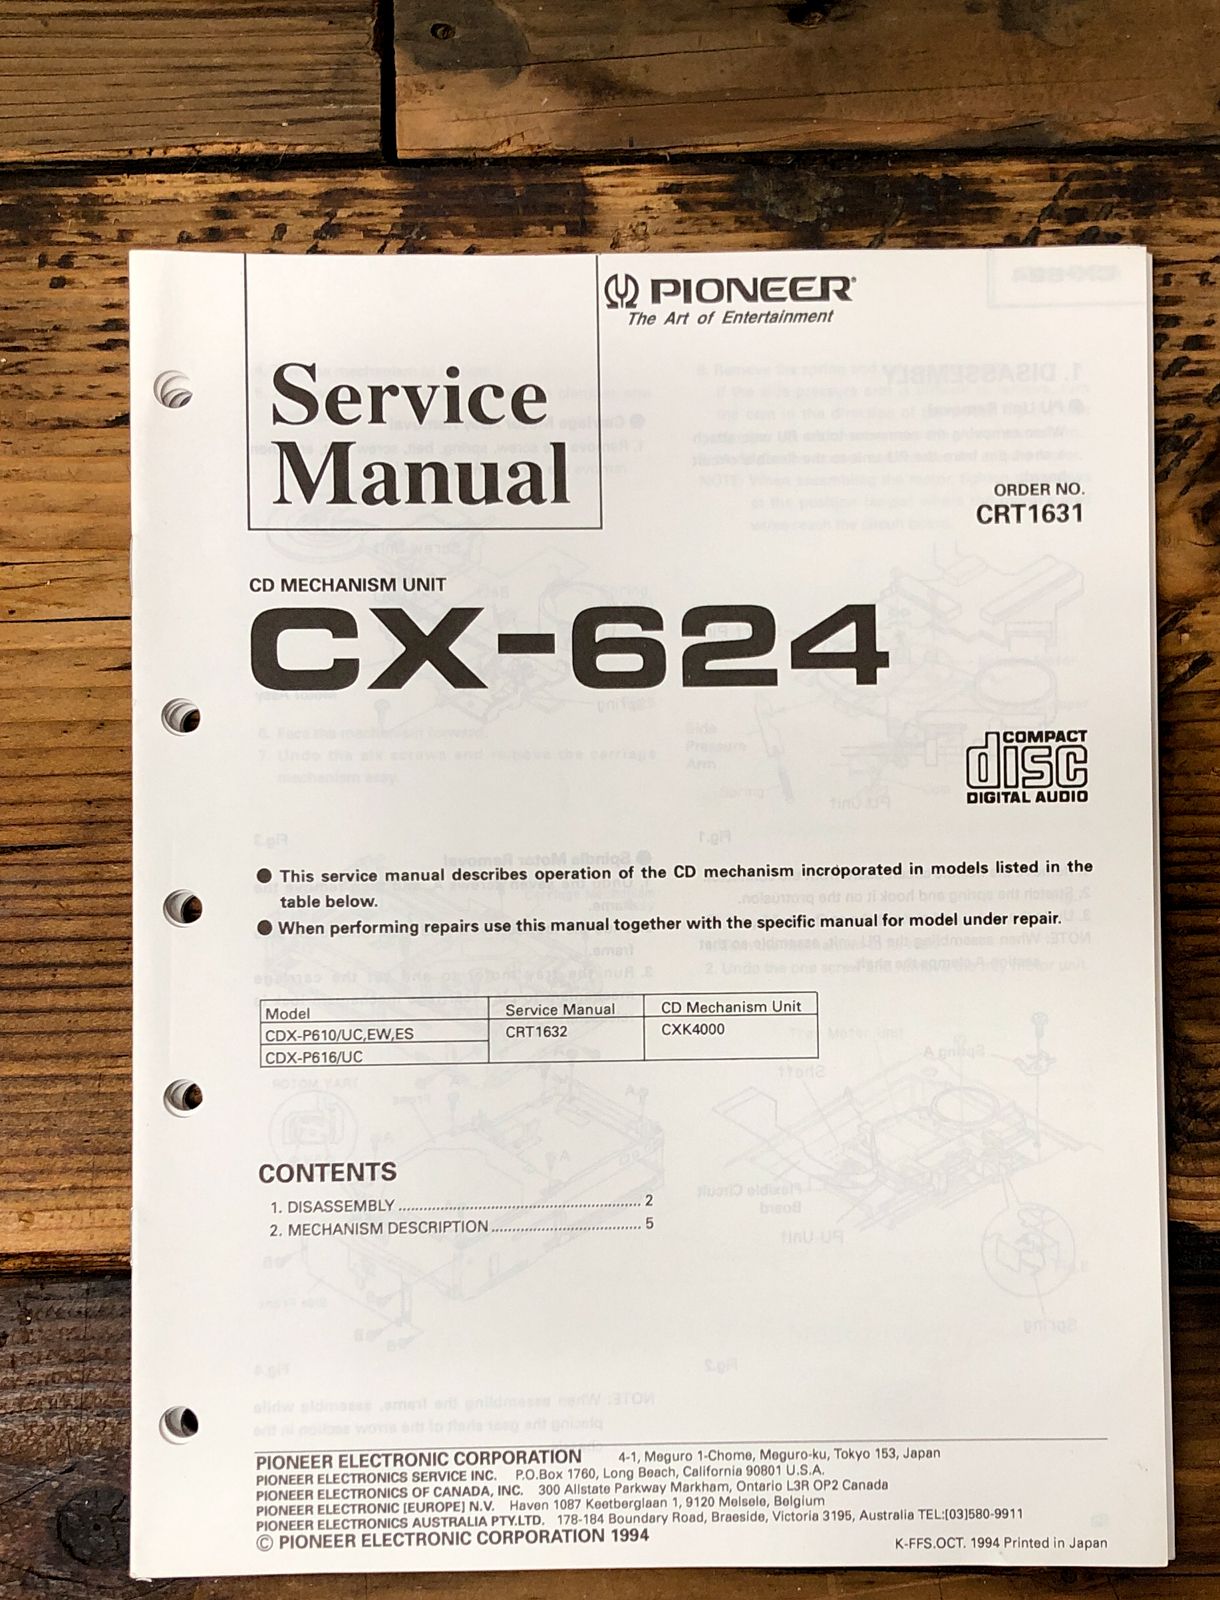 PIONEER®
The Art of Entertainment
Service
Manual
ORDER NO.
CRT1631
CD MECHANISM UNIT
CX-624
COMPACT
disc
DIGITAL AUDIO
● This service manual describes operation of the CD mechanism incroporated in models listed in the
table below.
● When performing repairs use this manual together with the specific manual for model under repair.
Model Service Manual CD Mechanism Unit
CDX-P610/UC,EW,ES CRT1632 CXK4000
CDX-P616/UC
CONTENTS
1. DISASSEMBLY ............................................................ 2
2. MECHANISM DESCRIPTION ..................................... 5
PIONEER ELECTRONIC CORPORATION 4-1, Meguro 1-Chome, Meguro-ku, Tokyo 153, Japan
PIONEER ELECTRONICS SERVICE INC. P.O.Box 1760, Long Beach, California 90801 U.S.A.
PIONEER ELECTRONICS OF CANADA, INC. 300 Allstate Parkway Markham, Ontario L3R OP2 Canada
PIONEER ELECTRONIC [EUROPE] N.V. Haven 1087 Keetberglaan 1, 9120 Melsele, Belgium
PIONEER ELECTRONICS AUSTRALIA PTY.LTD. 178-184 Boundary Road, Braeside, Victoria 3195, Australia TEL:[03]580-9911
© PIONEER ELECTRONIC CORPORATION 1994
K-FFS.OCT. 1994 Printed in Japan